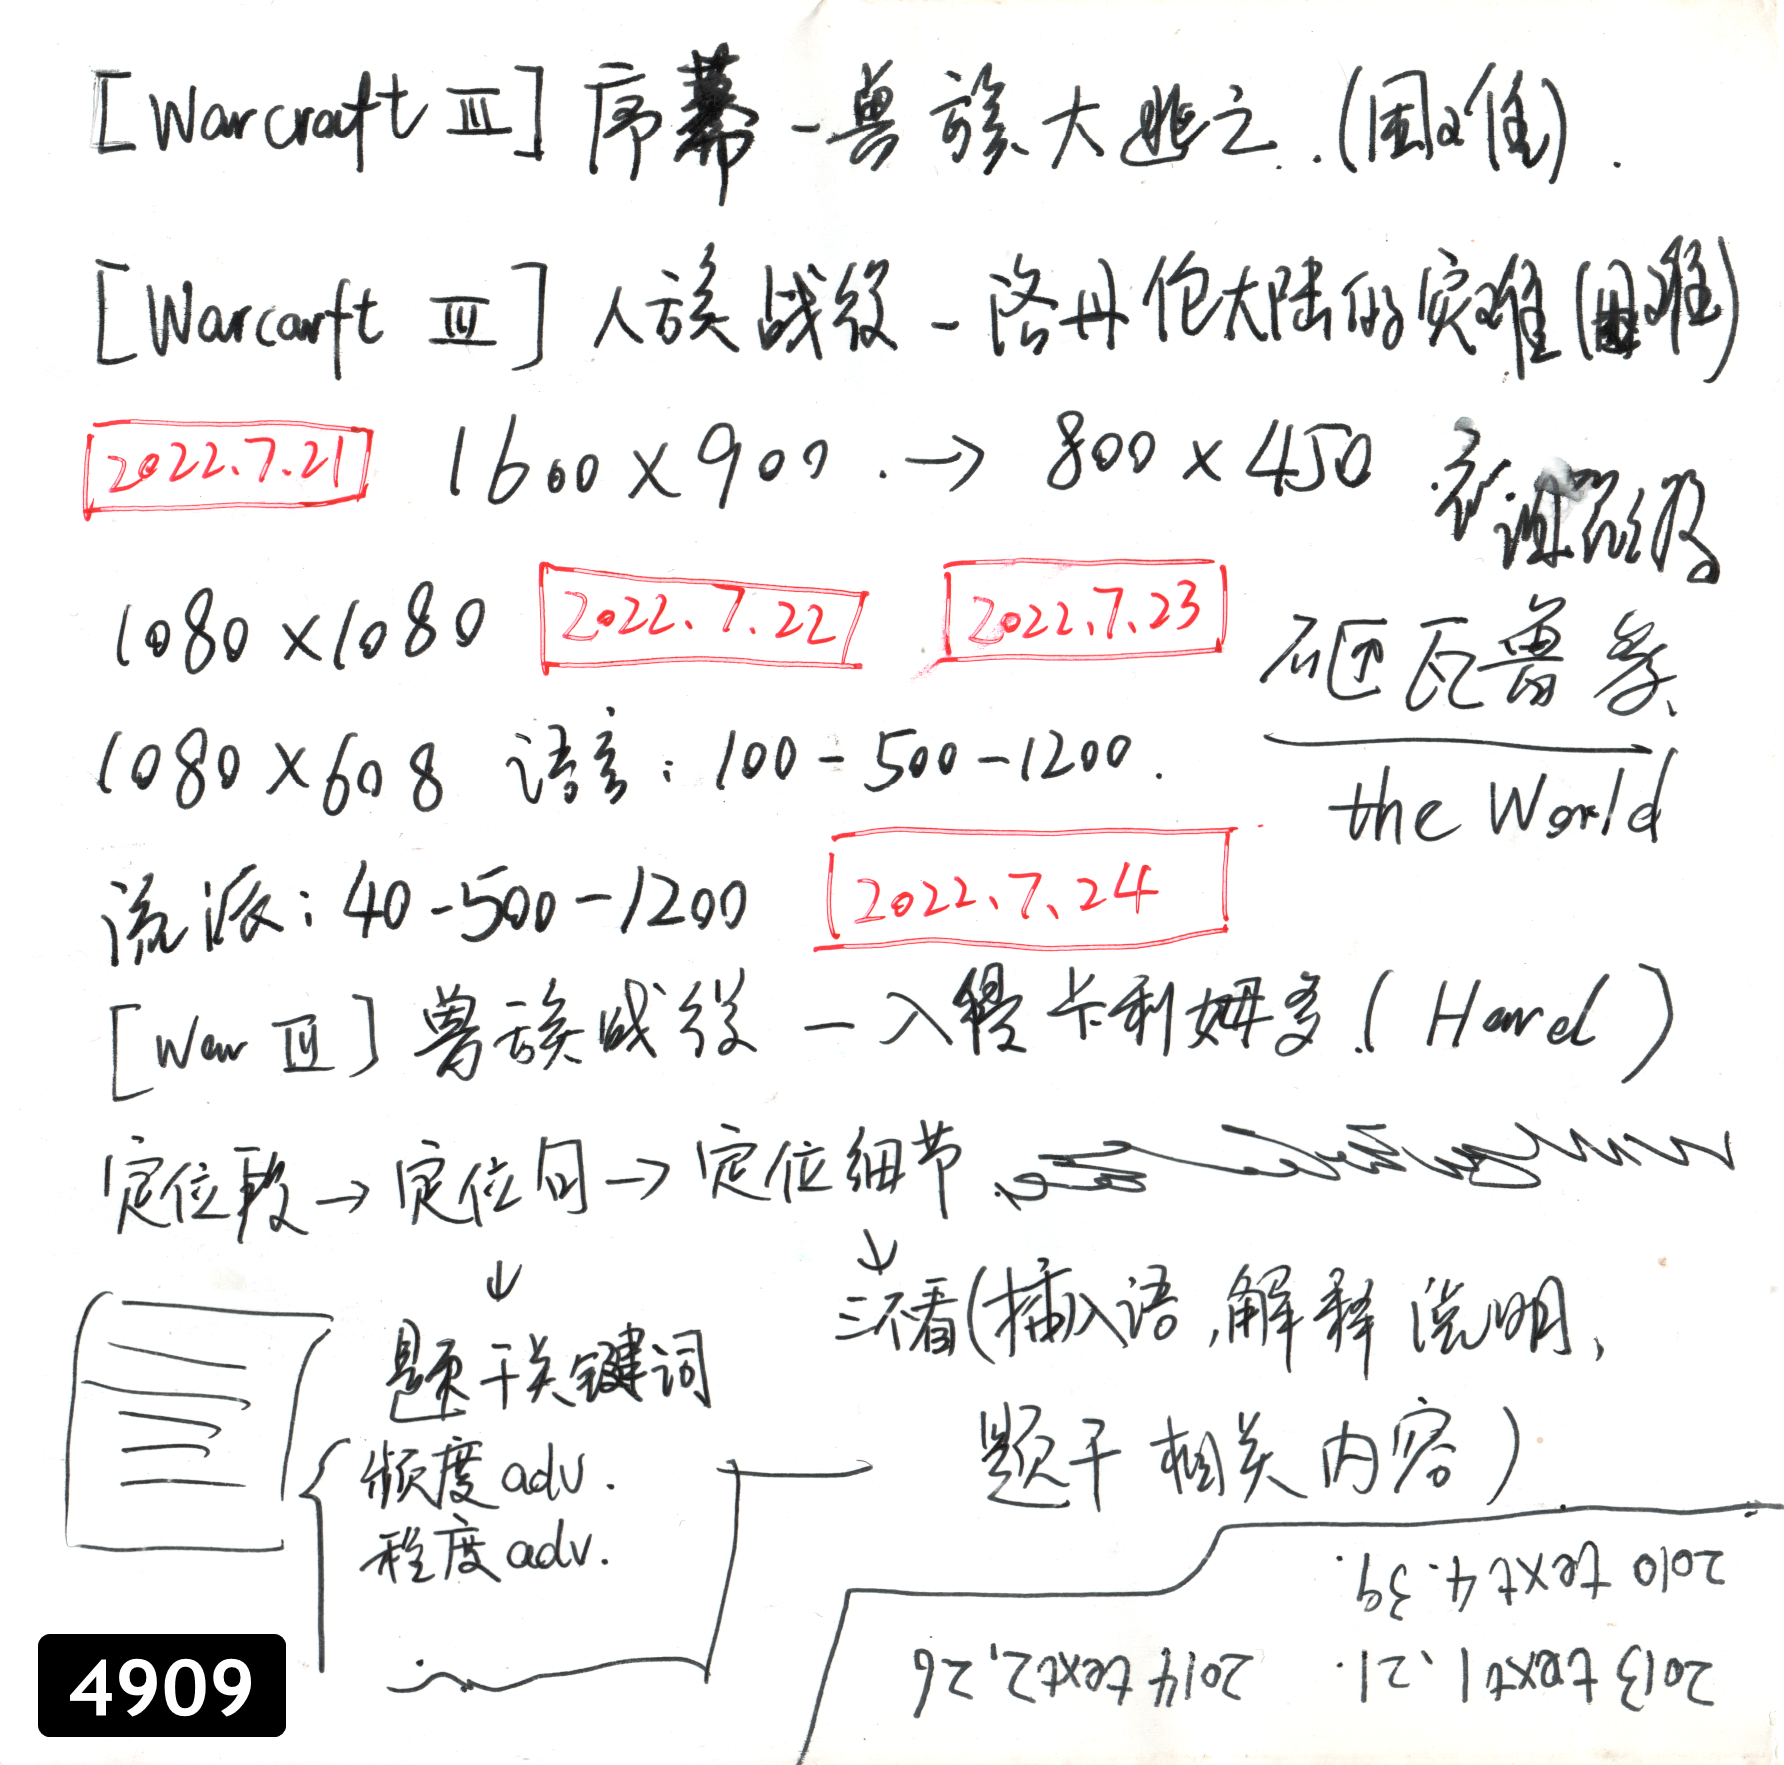 [Warcraft III] 序幕 - 兽族大逃亡.(困难).
[Warcarft III] 人族战役 - 洛丹伦大陆的灾难(困难)
2022.7.21 1600 x 900 . → 800 x 450
1080 x 1080 2022.7.22 2022.7.23
砸瓦鲁多
1080 x 608 语言: 100 - 500 - 1200.
the World
流派: 40 - 500 - 1200 2022.7.24
[War III] 兽族战役 - 入侵卡利姆多.(Hard)
定位段 → 定位句 → 定位细节
↓ ↓
三不看(插入语,解释说明,
题干关键词
题干相关内容)
频度 adv.
程度 adv.
2010 text 4. 39.
2013 text 1、21. 2014 text 2, 26
4909